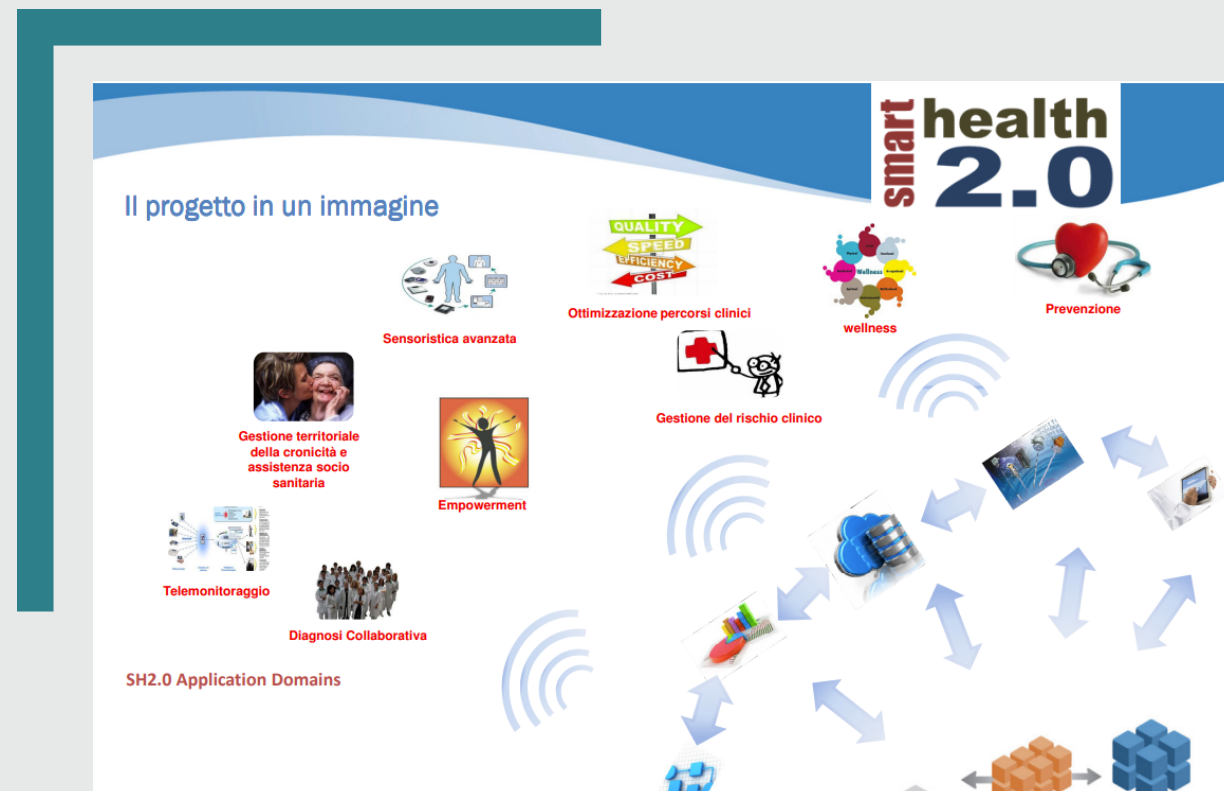 smart
health
2.0
Il progetto in un immagine
QUALITY
SPEED
EFFICIENCY
COST
Wellness
Ottimizzazione percorsi clinici
wellness
Prevenzione
Sensoristica avanzata
Gestione del rischio clinico
Gestione territoriale
della cronicità e
assistenza socio
sanitaria
Empowerment
Telemonitoraggio
Diagnosi Collaborativa
SH2.0 Application Domains